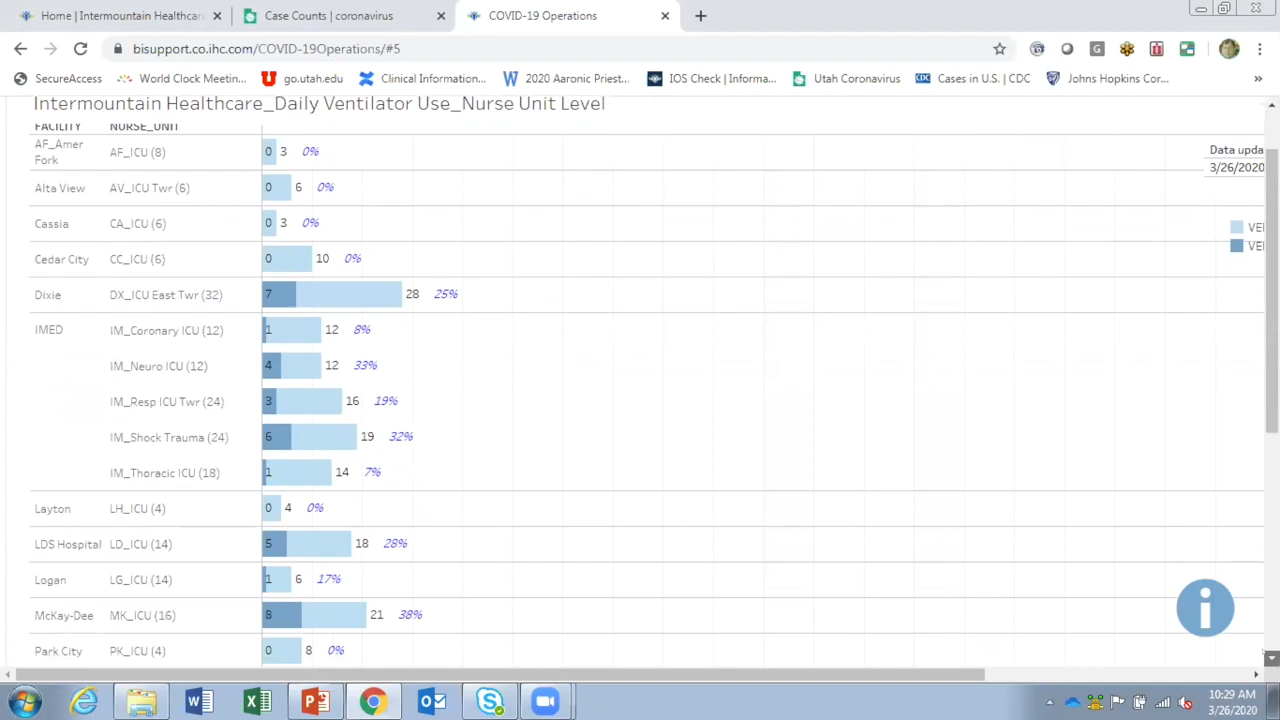 Home | Intermountain Healthcare Case Counts | coronavirus COVID-19 Operations
bisupport.co.ihc.com/COVID-19Operations/#5
SecureAccess World Clock Meetin... go.utah.edu Clinical Information... 2020 Aaronic Priest... IOS Check | Informa... Utah Coronavirus Cases in U.S. | CDC Johns Hopkins Cor... »
Intermountain Healthcare_Daily Ventilator Use_Nurse Unit Level
FACILITY NURSE_UNIT
AF_Amer
Fork AF_ICU (8) 0 3 0%
Data upda
3/26/2020
Alta View AV_ICU Twr (6) 0 6 0%
Cassia CA_ICU (6) 0 3 0%
VE
VE
Cedar City CC_ICU (6) 0 10 0%
Dixie DX_ICU East Twr (32) 7 28 25%
IMED IM_Coronary ICU (12) 1 12 8%
IM_Neuro ICU (12) 4 12 33%
IM_Resp ICU Twr (24) 3 16 19%
IM_Shock Trauma (24) 6 19 32%
IM_Thoracic ICU (18) 1 14 7%
Layton LH_ICU (4) 0 4 0%
LDS Hospital LD_ICU (14) 5 18 28%
Logan LG_ICU (14) 1 6 17%
McKay-Dee MK_ICU (16) 8 21 38%
Park City PK_ICU (4) 0 8 0%
10:29 AM
3/26/2020